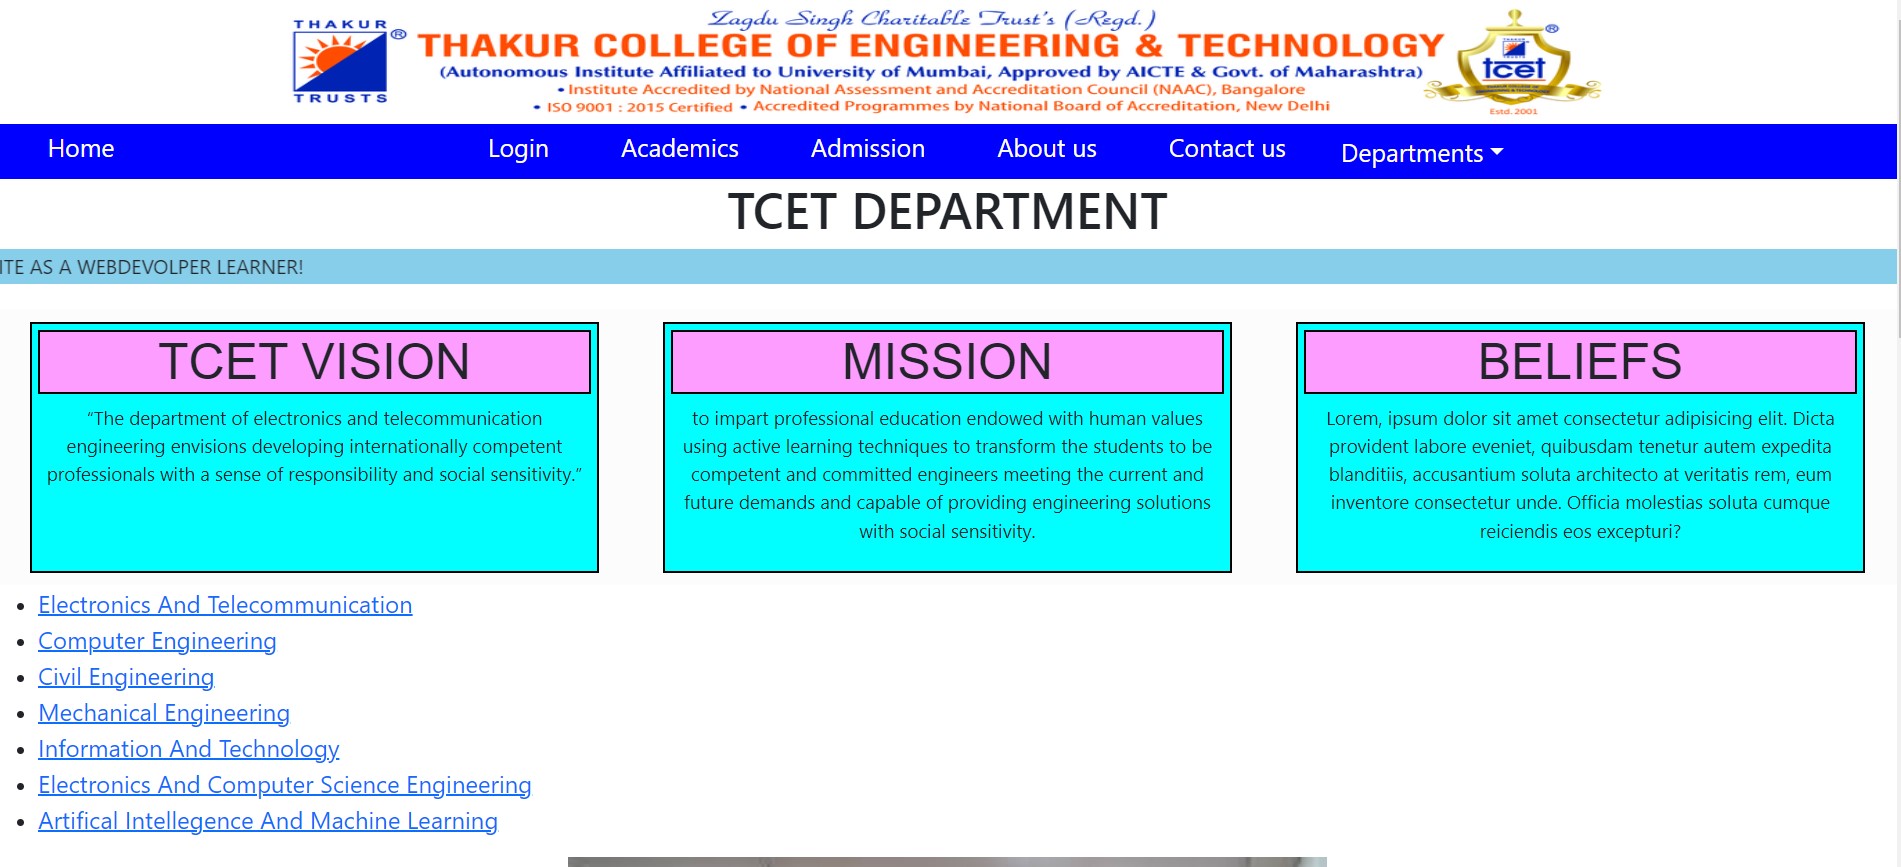 Zagdu Singh Charitable Trust's (Regd.)
THAKUR
TRUSTS
®
THAKUR COLLEGE OF ENGINEERING & TECHNOLOGY
(Autonomous Institute Affiliated to University of Mumbai, Approved by AICTE & Govt. of Maharashtra)
• Institute Accredited by National Assessment and Accreditation Council (NAAC), Bangalore
• ISO 9001 : 2015 Certified • Accredited Programmes by National Board of Accreditation, New Delhi
®
tcet
Estd. 2001
Home Login Academics Admission About us Contact us Departments
TCET DEPARTMENT
ITE AS A WEBDEVOLPER LEARNER!
TCET VISION
“The department of electronics and telecommunication
engineering envisions developing internationally competent
professionals with a sense of responsibility and social sensitivity.”
MISSION
to impart professional education endowed with human values
using active learning techniques to transform the students to be
competent and committed engineers meeting the current and
future demands and capable of providing engineering solutions
with social sensitivity.
BELIEFS
Lorem, ipsum dolor sit amet consectetur adipisicing elit. Dicta
provident labore eveniet, quibusdam tenetur autem expedita
blanditiis, accusantium soluta architecto at veritatis rem, eum
inventore consectetur unde. Officia molestias soluta cumque
reiciendis eos excepturi?
• Electronics And Telecommunication
• Computer Engineering
• Civil Engineering
• Mechanical Engineering
• Information And Technology
• Electronics And Computer Science Engineering
• Artifical Intellegence And Machine Learning